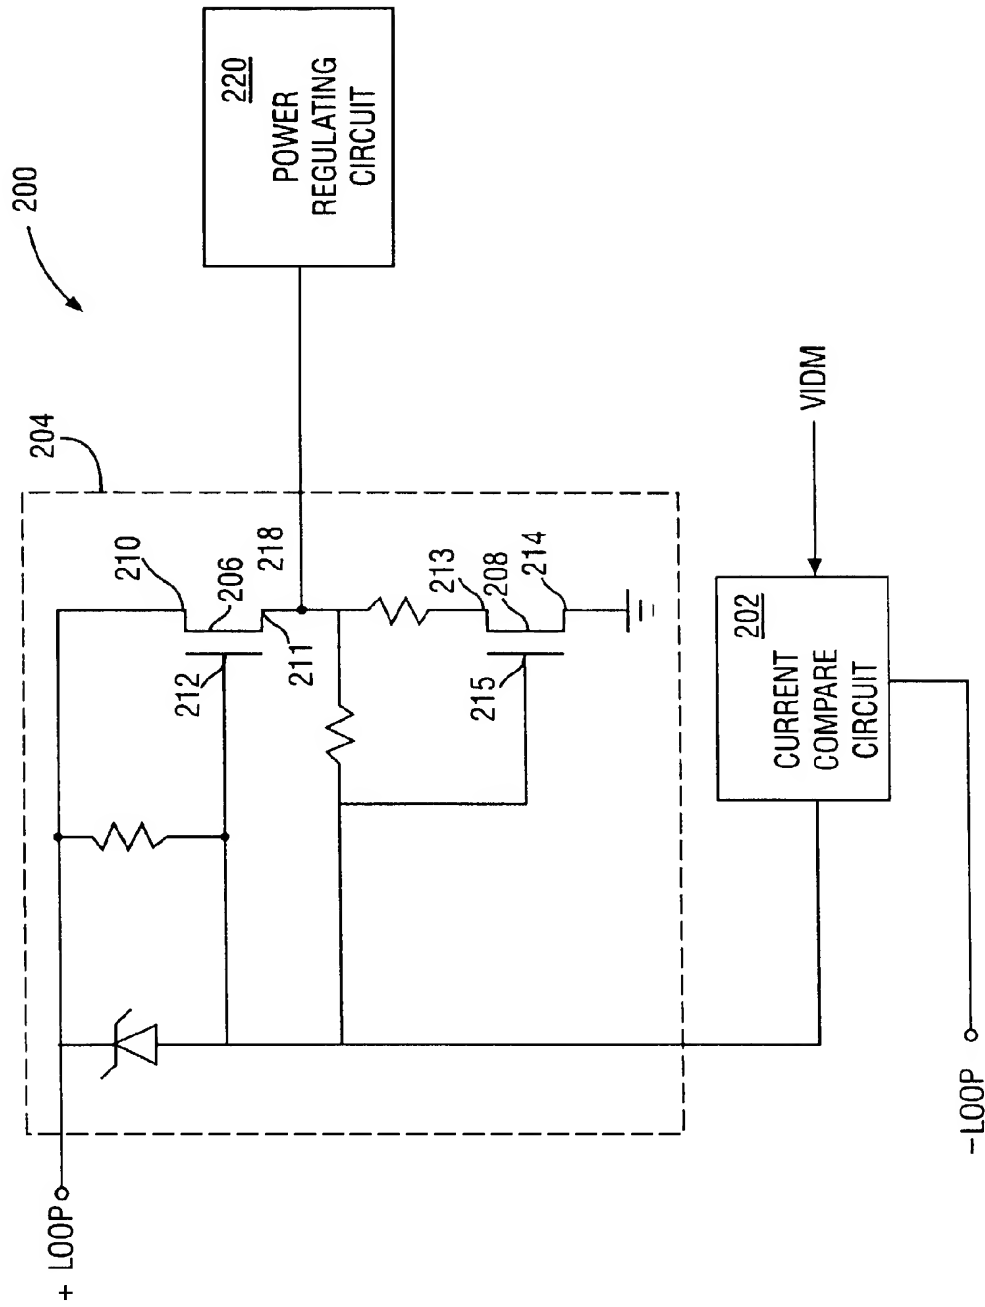 200
220
POWER
REGULATING
CIRCUIT
204
210
206
218
212
211
213
208
214
215
VIDM
202
CURRENT
COMPARE
CIRCUIT
+ LOOP
-LOOP